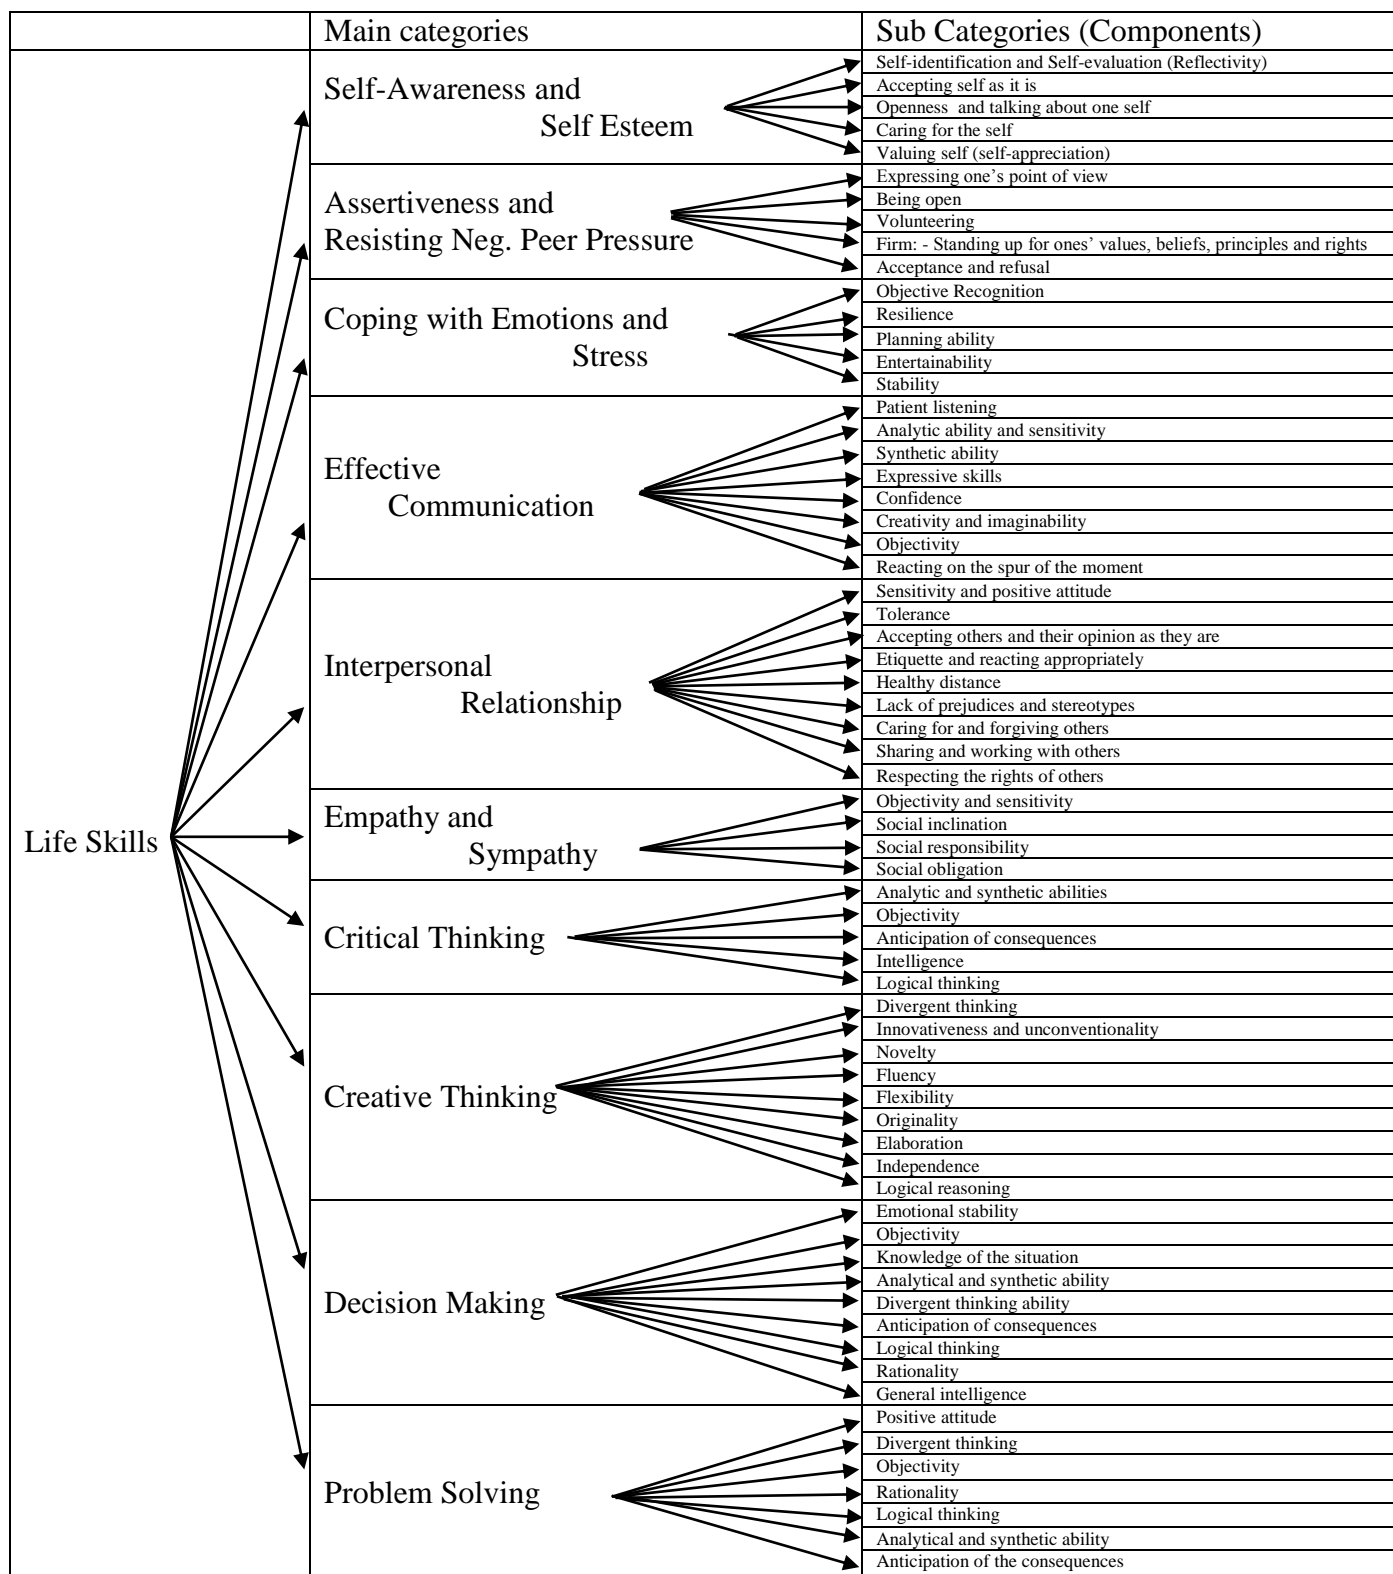 Main categories
Sub Categories (Components)
Life Skills
Self-Awareness and
Self Esteem
Self-identification and Self-evaluation (Reflectivity)
Accepting self as it is
Openness  and talking about one self
Caring for the self
Valuing self (self-appreciation)
Assertiveness and
Resisting Neg. Peer Pressure
Expressing one’s point of view
Being open
Volunteering
Firm: - Standing up for ones’ values, beliefs, principles and rights
Acceptance and refusal
Coping with Emotions and
Stress
Objective Recognition
Resilience
Planning ability
Entertainability
Stability
Effective
Communication
Patient listening
Analytic ability and sensitivity
Synthetic ability
Expressive skills
Confidence
Creativity and imaginability
Objectivity
Reacting on the spur of the moment
Interpersonal
Relationship
Sensitivity and positive attitude
Tolerance
Accepting others and their opinion as they are
Etiquette and reacting appropriately
Healthy distance
Lack of prejudices and stereotypes
Caring for and forgiving others
Sharing and working with others
Respecting the rights of others
Empathy and
Sympathy
Objectivity and sensitivity
Social inclination
Social responsibility
Social obligation
Critical Thinking
Analytic and synthetic abilities
Objectivity
Anticipation of consequences
Intelligence
Logical thinking
Creative Thinking
Divergent thinking
Innovativeness and unconventionality
Novelty
Fluency
Flexibility
Originality
Elaboration
Independence
Logical reasoning
Decision Making
Emotional stability
Objectivity
Knowledge of the situation
Analytical and synthetic ability
Divergent thinking ability
Anticipation of consequences
Logical thinking
Rationality
General intelligence
Problem Solving
Positive attitude
Divergent thinking
Objectivity
Rationality
Logical thinking
Analytical and synthetic ability
Anticipation of the consequences